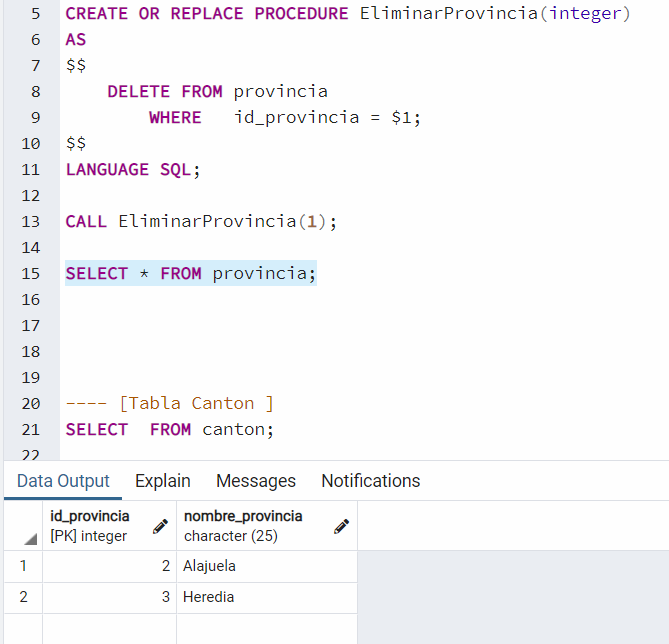 5 CREATE OR REPLACE PROCEDURE EliminarProvincia(integer)
6 AS
7 $$
8 DELETE FROM provincia
9 WHERE id_provincia = $1;
10 $$
11 LANGUAGE SQL;
12
13 CALL EliminarProvincia(1);
14
15 SELECT * FROM provincia;
16
17
18
19
20 ---- [Tabla Canton ]
21 SELECT FROM canton;
22
Data Output Explain Messages Notifications
id_provincia nombre_provincia
[PK] integer character (25)
1 2 Alajuela
2 3 Heredia